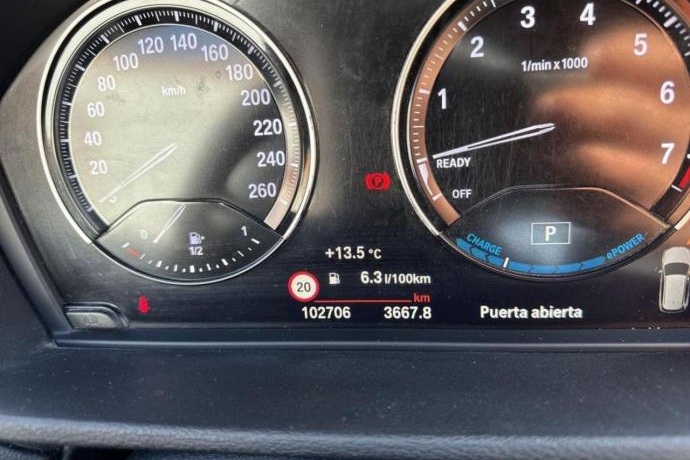 0
20
40
60
80
100
120
140
160
180
200
220
240
260
km/h
0
1/2
1
1
2
3
4
5
6
7
1/min x 1000
READY
OFF
P
P
CHARGE
ePOWER
+13.5 °C
20
6.3 l/100km
km
102706
3667.8
Puerta abierta